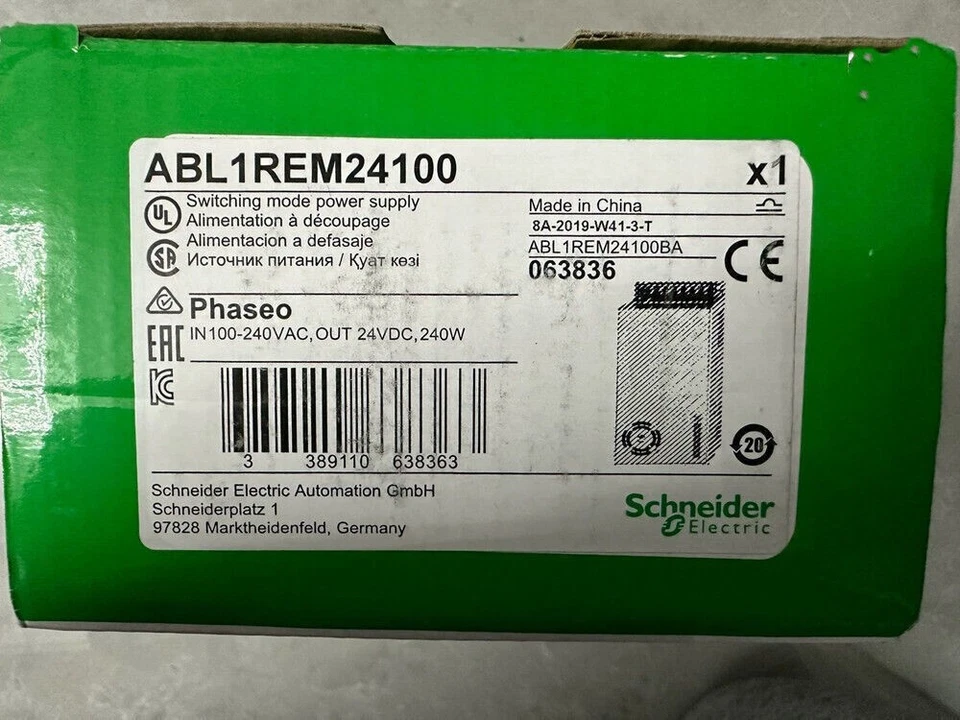 ABL1REM24100
x1
Switching mode power supply
Alimentation à découpage
Alimentacion a defasaje
Источник питания / Қуат көзі
UL
SA
Made in China
8A-2019-W41-3-T
ABL1REM24100BA
063836
CE
Phaseo
IN100-240VAC, OUT 24VDC, 240W
EAC
3 389110 638363
20
Schneider Electric Automation GmbH
Schneiderplatz 1
97828 Marktheidenfeld, Germany
Schneider
Electric